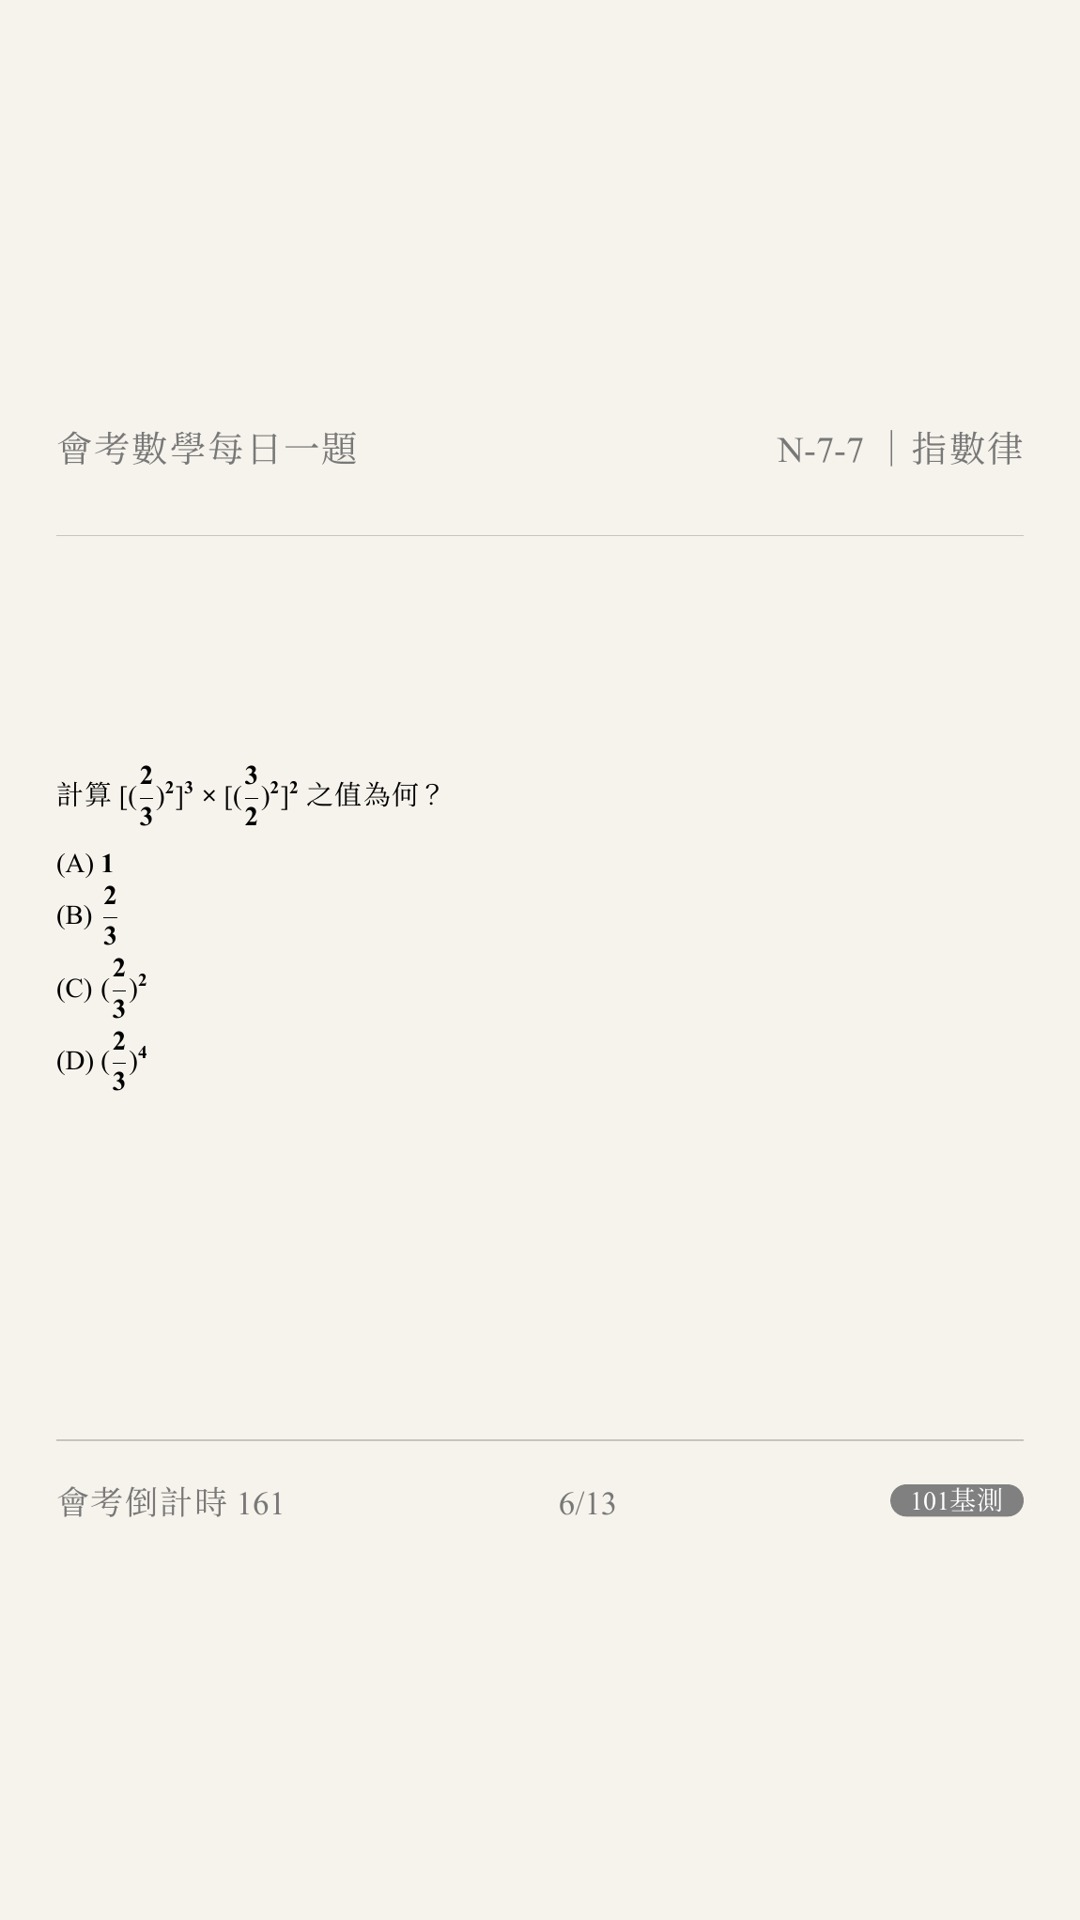 會考數學每日一題
N-7-7 ｜指數律
計算 [(2/3)²]³ × [(3/2)²]² 之值為何？
(A) 1
(B) 2/3
(C) (2/3)²
(D) (2/3)⁴
會考倒計時 161
6/13
101基測